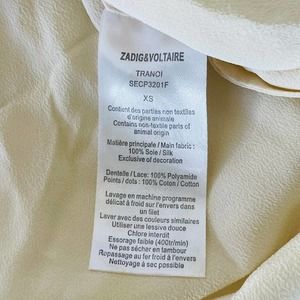 ZADIG&VOLTAIRE
TRANOI
SECP3201F
XS
Contient des parties non textiles
d'origine animale
Contains non-textile parts of
animal origin
Matière principale / Main fabric :
100% Soie / Silk
Exclusive of decoration
Dentelle / Lace: 100% Polyamide
Points / dots : 100% Coton / Cotton
Lavage en machine programme
délicat à froid sur l'envers dans
un filet
Laver avec des couleurs similaires
Utiliser une lessive douce
Chlore interdit
Essorage faible (400tr/min)
Ne pas sécher en tambour
Repassage au fer froid à l'envers
Nettoyage à sec possible